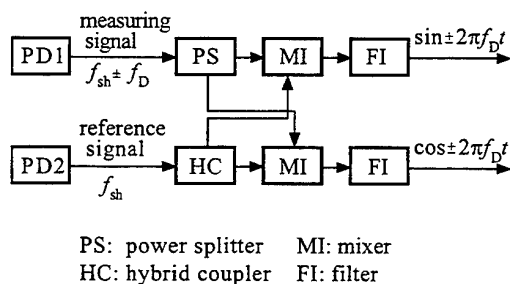 measuring
signal
sin±2πf_Dt
PD1
PS
MI
FI
f_sh ± f_D
reference
signal
cos±2πf_Dt
PD2
HC
MI
FI
f_sh
PS: power splitter MI: mixer
HC: hybrid coupler FI: filter